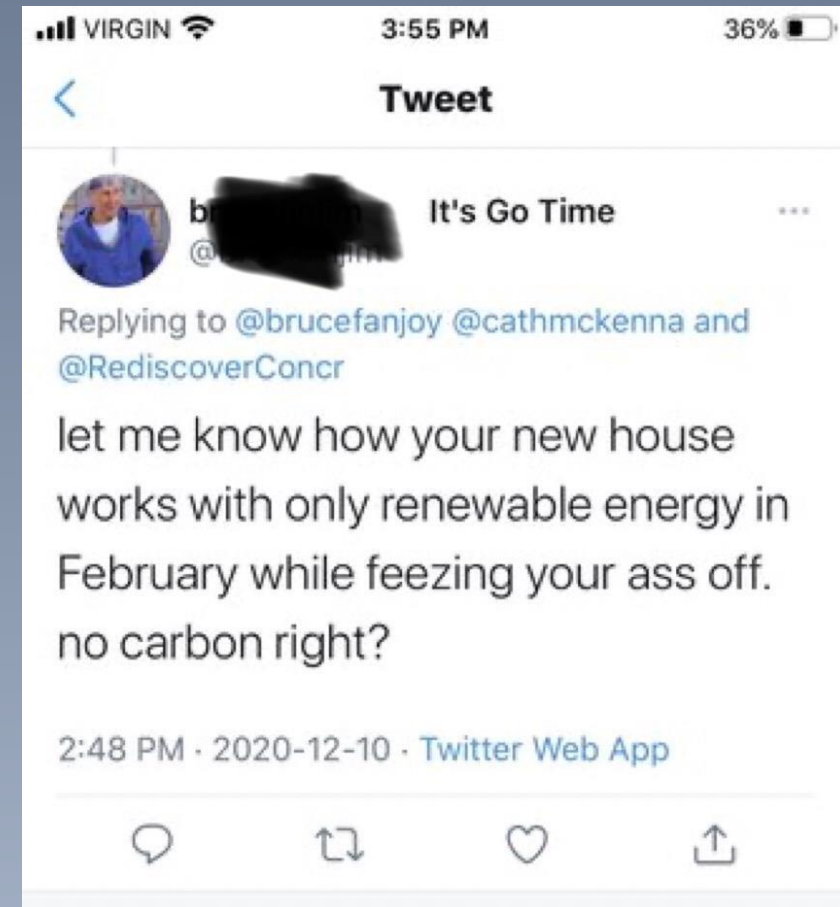 VIRGIN 3:55 PM 36%
Tweet
It's Go Time
Replying to @brucefanjoy @cathmckenna and
@RediscoverConcr
let me know how your new house
works with only renewable energy in
February while feezing your ass off.
no carbon right?
2:48 PM · 2020-12-10 · Twitter Web App